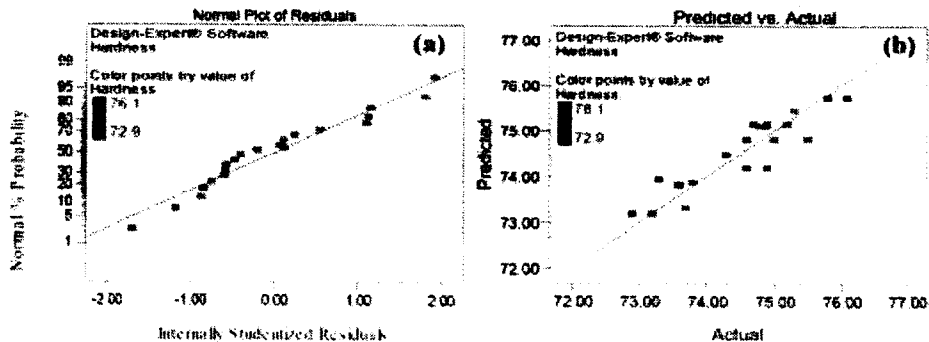 Normal Plot of Residuals
Design-Expert® Software
Hardness
(a)
Color points by value of
Hardness
76.1
72.9
Normal % Probability
99
95
90
80
70
50
30
20
10
5
1
-2.00
-1.00
0.00
1.00
2.00
Internally Studentized Residuals
Predicted vs. Actual
Design-Expert® Software
Hardness
(b)
Color points by value of
Hardness
76.1
72.9
Predicted
77.00
76.00
75.00
74.00
73.00
72.00
72.00
73.00
74.00
75.00
76.00
77.00
Actual